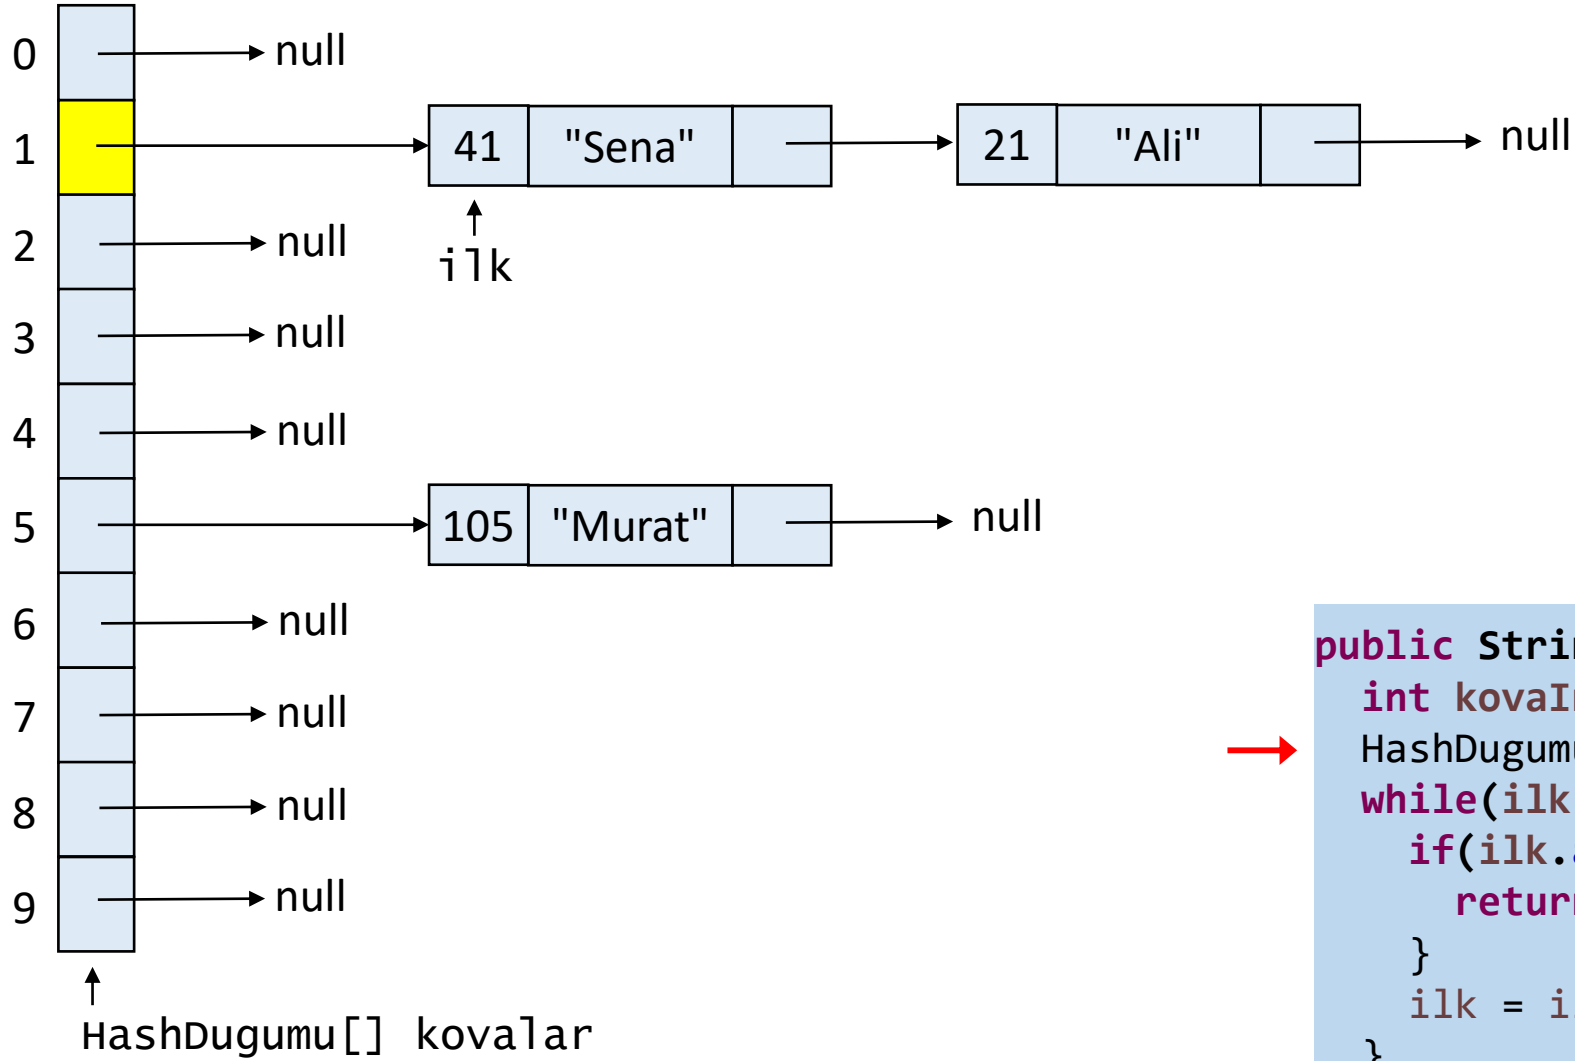 0 null
1 41 "Sena" 21 "Ali" null
ilk
2 null
3 null
4 null
5 105 "Murat" null
6 null
7 null
8 null
9 null
HashDugumu[] kovalar
public
int
while(ilk
if(ilk.
}
ilk =
}